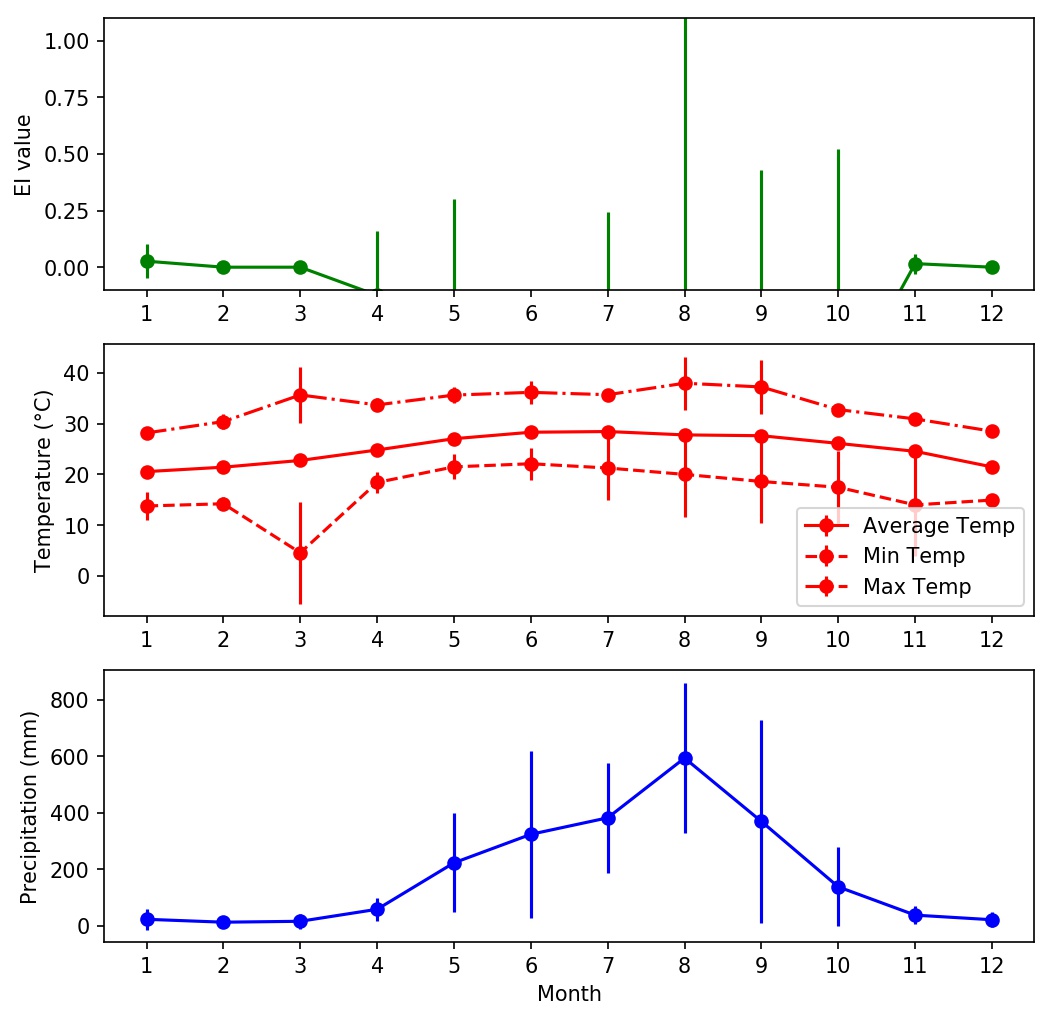 EI value
1.00
0.75
0.50
0.25
0.00
1 2 3 4 5 6 7 8 9 10 11 12
Temperature (°C)
40
30
20
10
0
Average Temp
Min Temp
Max Temp
1 2 3 4 5 6 7 8 9 10 11 12
Precipitation (mm)
800
600
400
200
0
1 2 3 4 5 6 7 8 9 10 11 12
Month